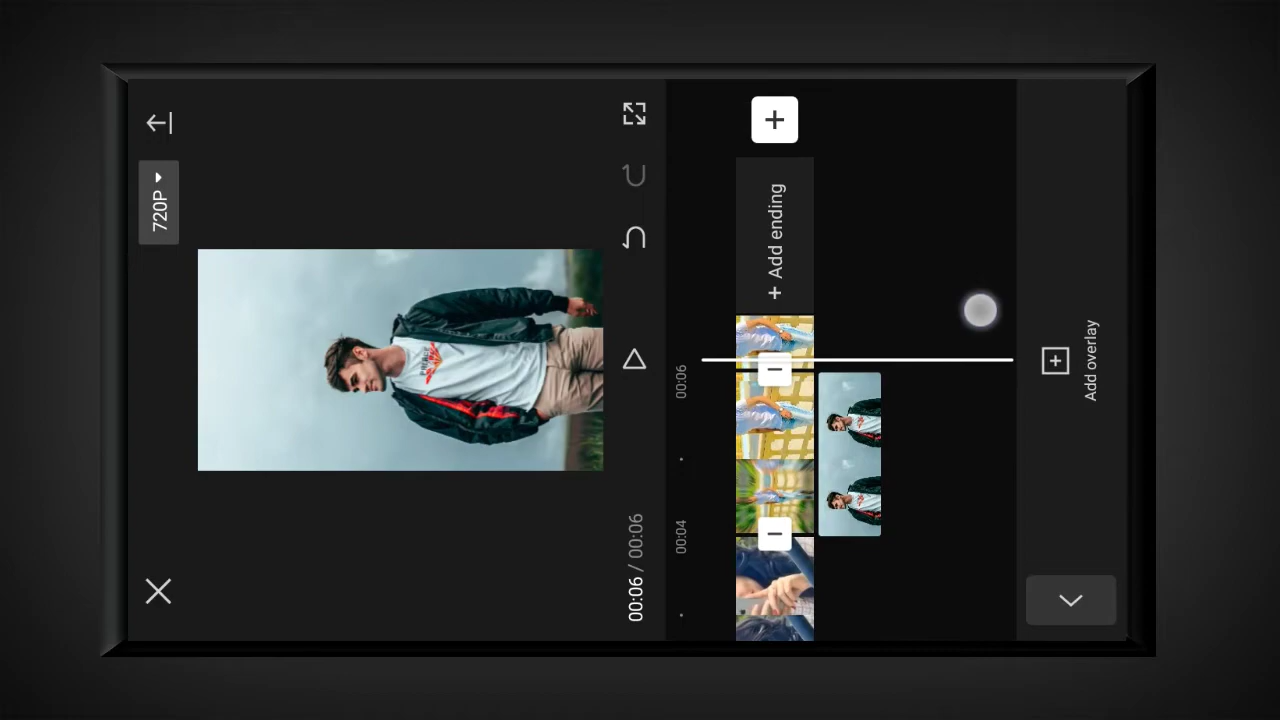 720P
00:06 / 00:06
00:04
00:06
+ Add ending
Add overlay